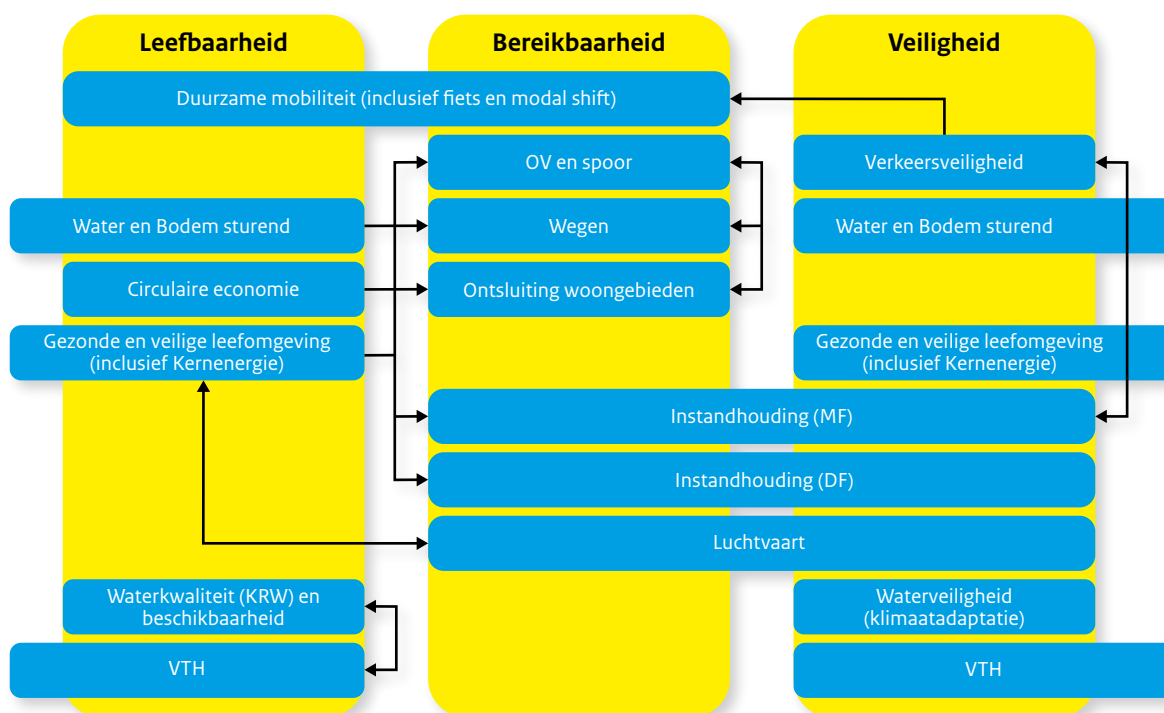 Leefbaarheid
Bereikbaarheid
Veiligheid
Duurzame mobiliteit (inclusief fiets en modal shift)
OV en spoor
Verkeersveiligheid
Water en Bodem sturend
Wegen
Water en Bodem sturend
Circulaire economie
Ontsluiting woongebieden
Gezonde en veilige leefomgeving
(inclusief Kernenergie)
Gezonde en veilige leefomgeving
(inclusief Kernenergie)
Instandhouding (MF)
Instandhouding (DF)
Luchtvaart
Waterkwaliteit (KRW) en
beschikbaarheid
Waterveiligheid
(klimaatadaptatie)
VTH
VTH